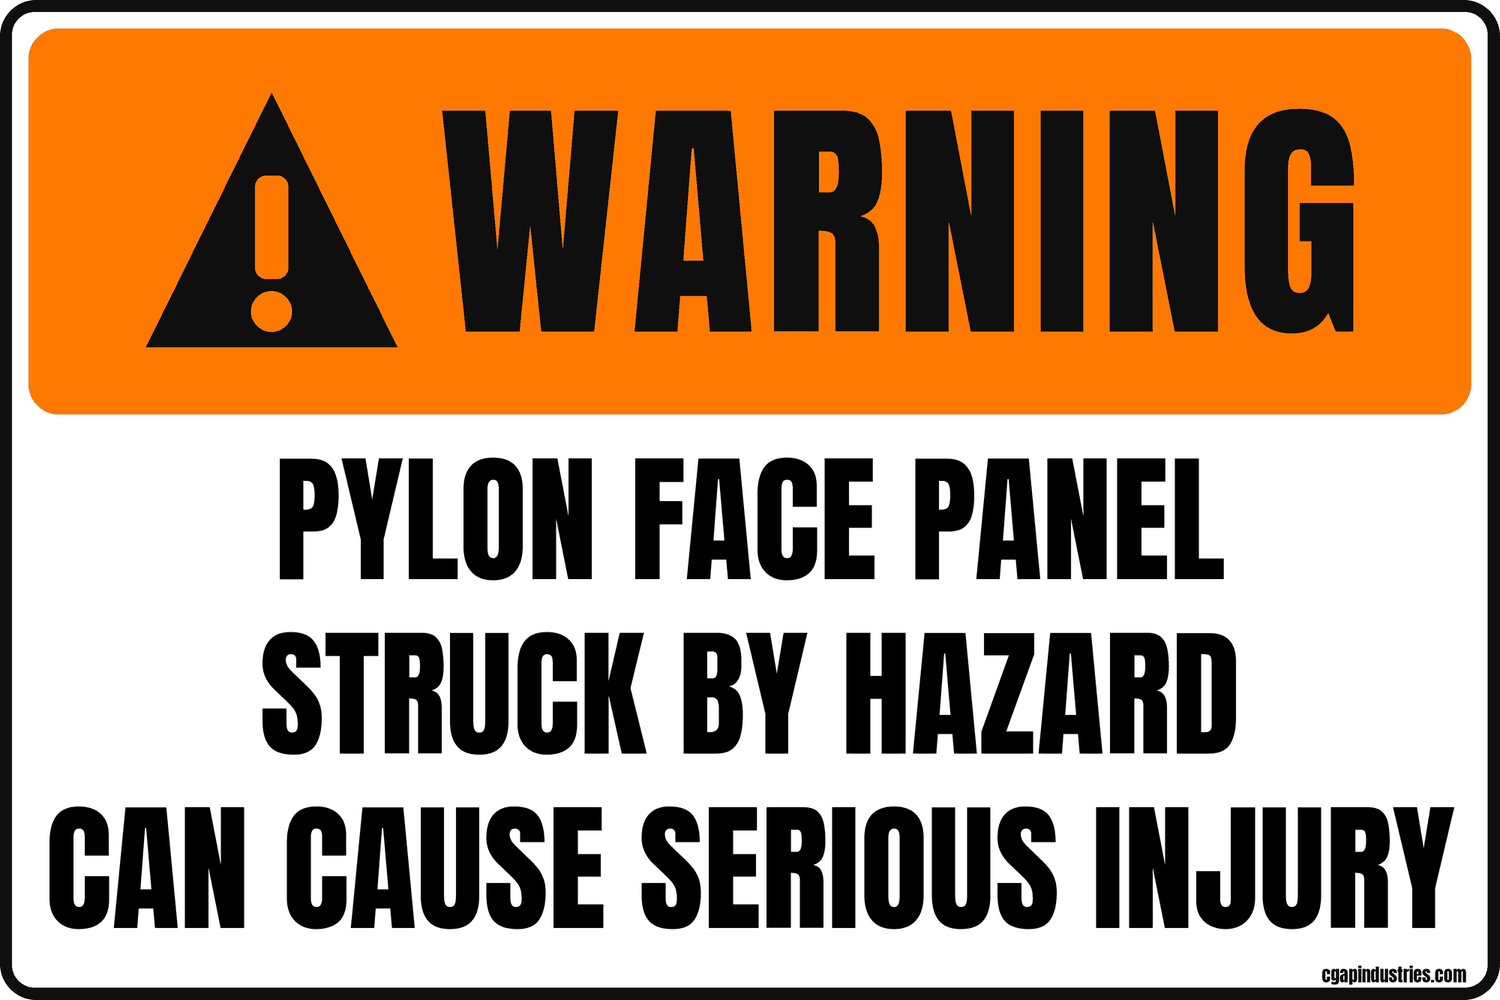 WARNING
PYLON FACE PANEL
STRUCK BY HAZARD
CAN CAUSE SERIOUS INJURY
cgapindustries.com